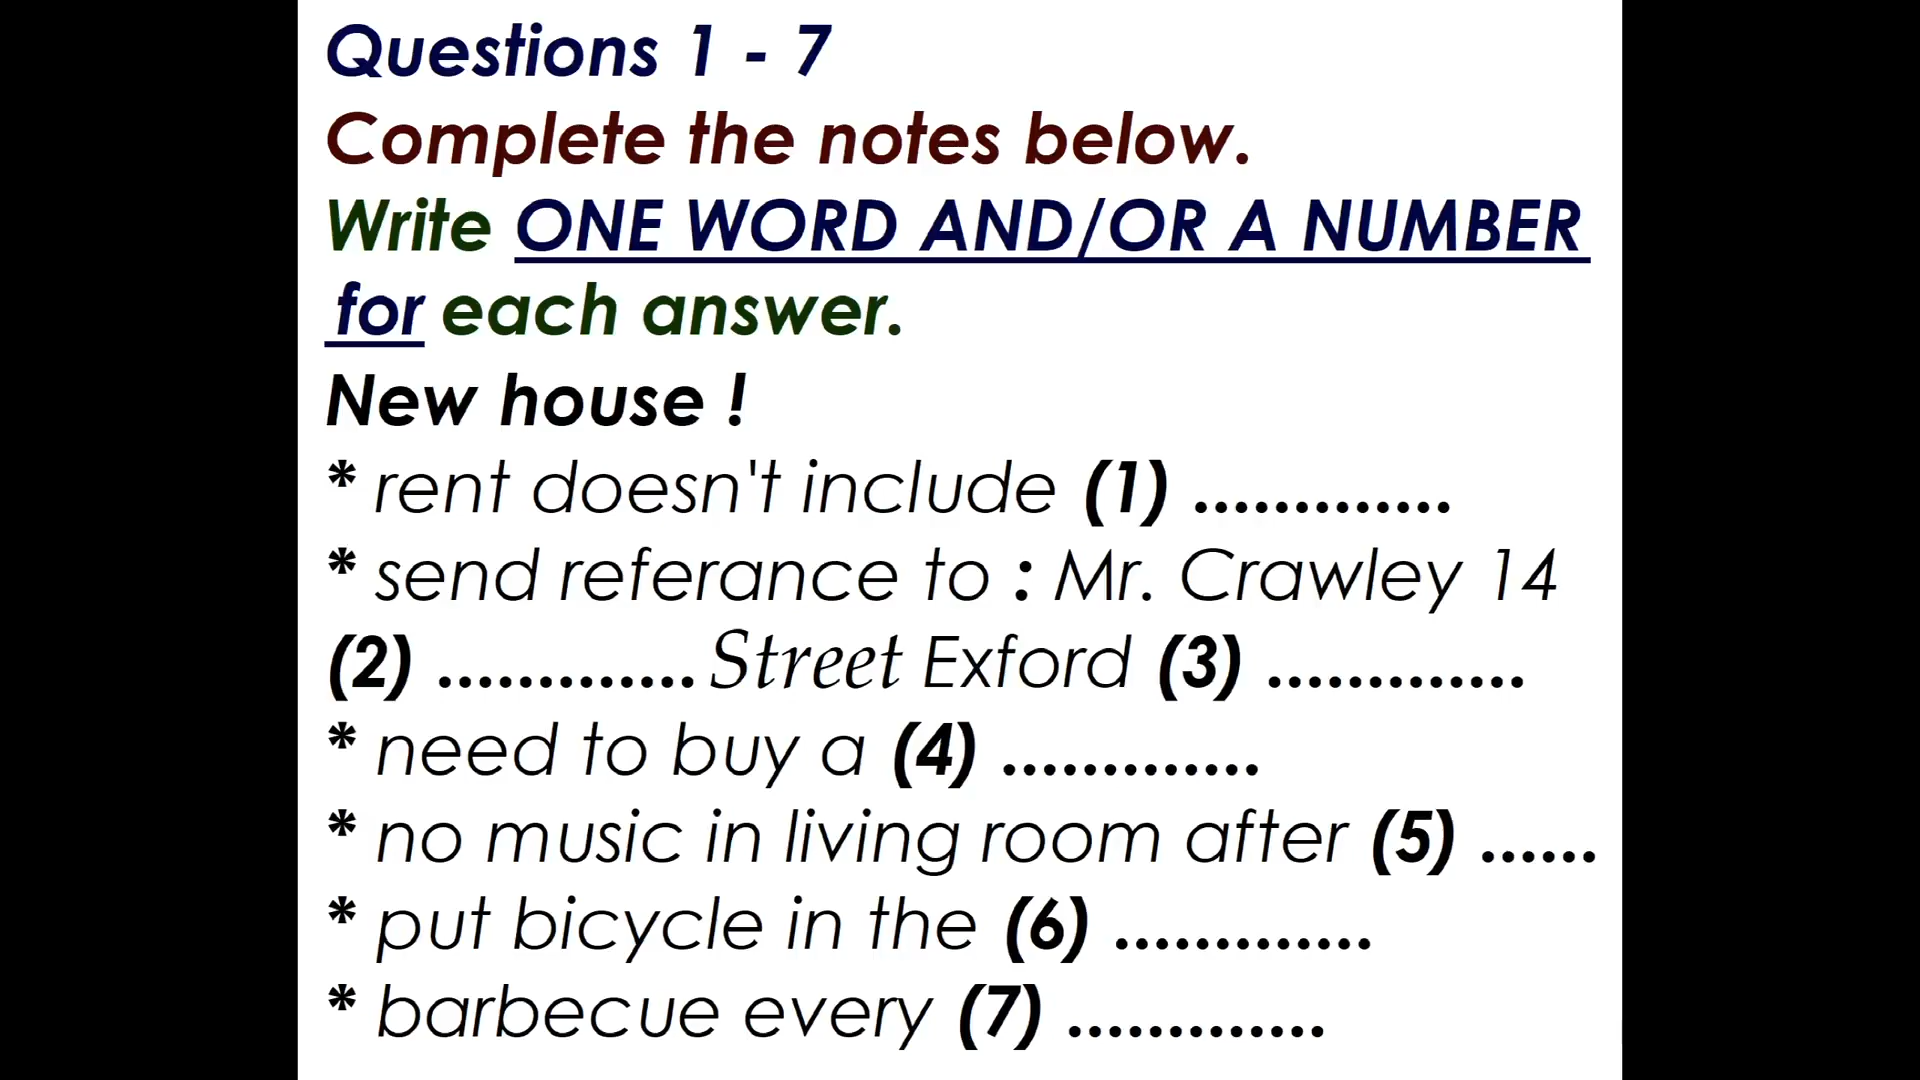 Questions 1 - 7
Complete the notes below.
Write ONE WORD AND/OR A NUMBER
for each answer.
New house !
* rent doesn't include (1) .............
* send referance to : Mr. Crawley 14
(2) ............. Street Exford (3) .............
* need to buy a (4) .............
* no music in living room after (5) ......
* put bicycle in the (6) .............
* barbecue every (7) .............